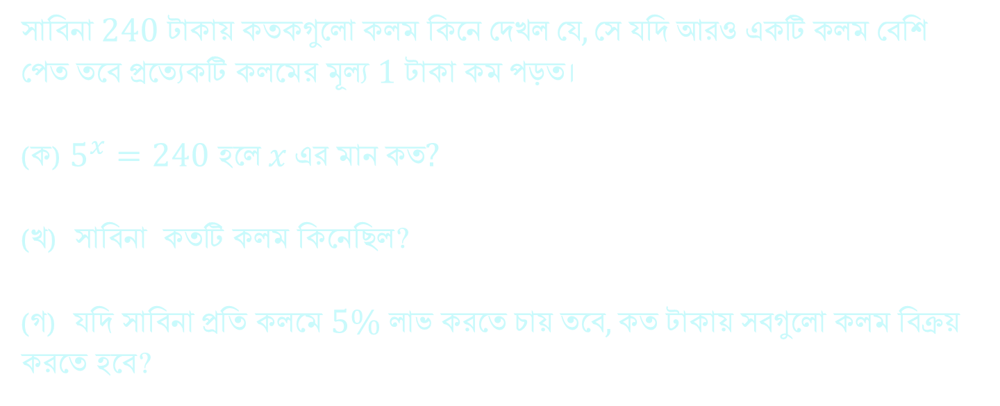 সাবিনা 240 টাকায় কতকগুলো কলম কিনে দেখল যে, সে যদি আরও একটি কলম বেশি
পেত তবে প্রত্যেকটি কলমের মূল্য 1 টাকা কম পড়ত।
(ক) 5ˣ = 240 হলে x এর মান কত?
(খ) সাবিনা কতটি কলম কিনেছিল?
(গ) যদি সাবিনা প্রতি কলমে 5% লাভ করতে চায় তবে, কত টাকায় সবগুলো কলম বিক্রয়
করতে হবে?